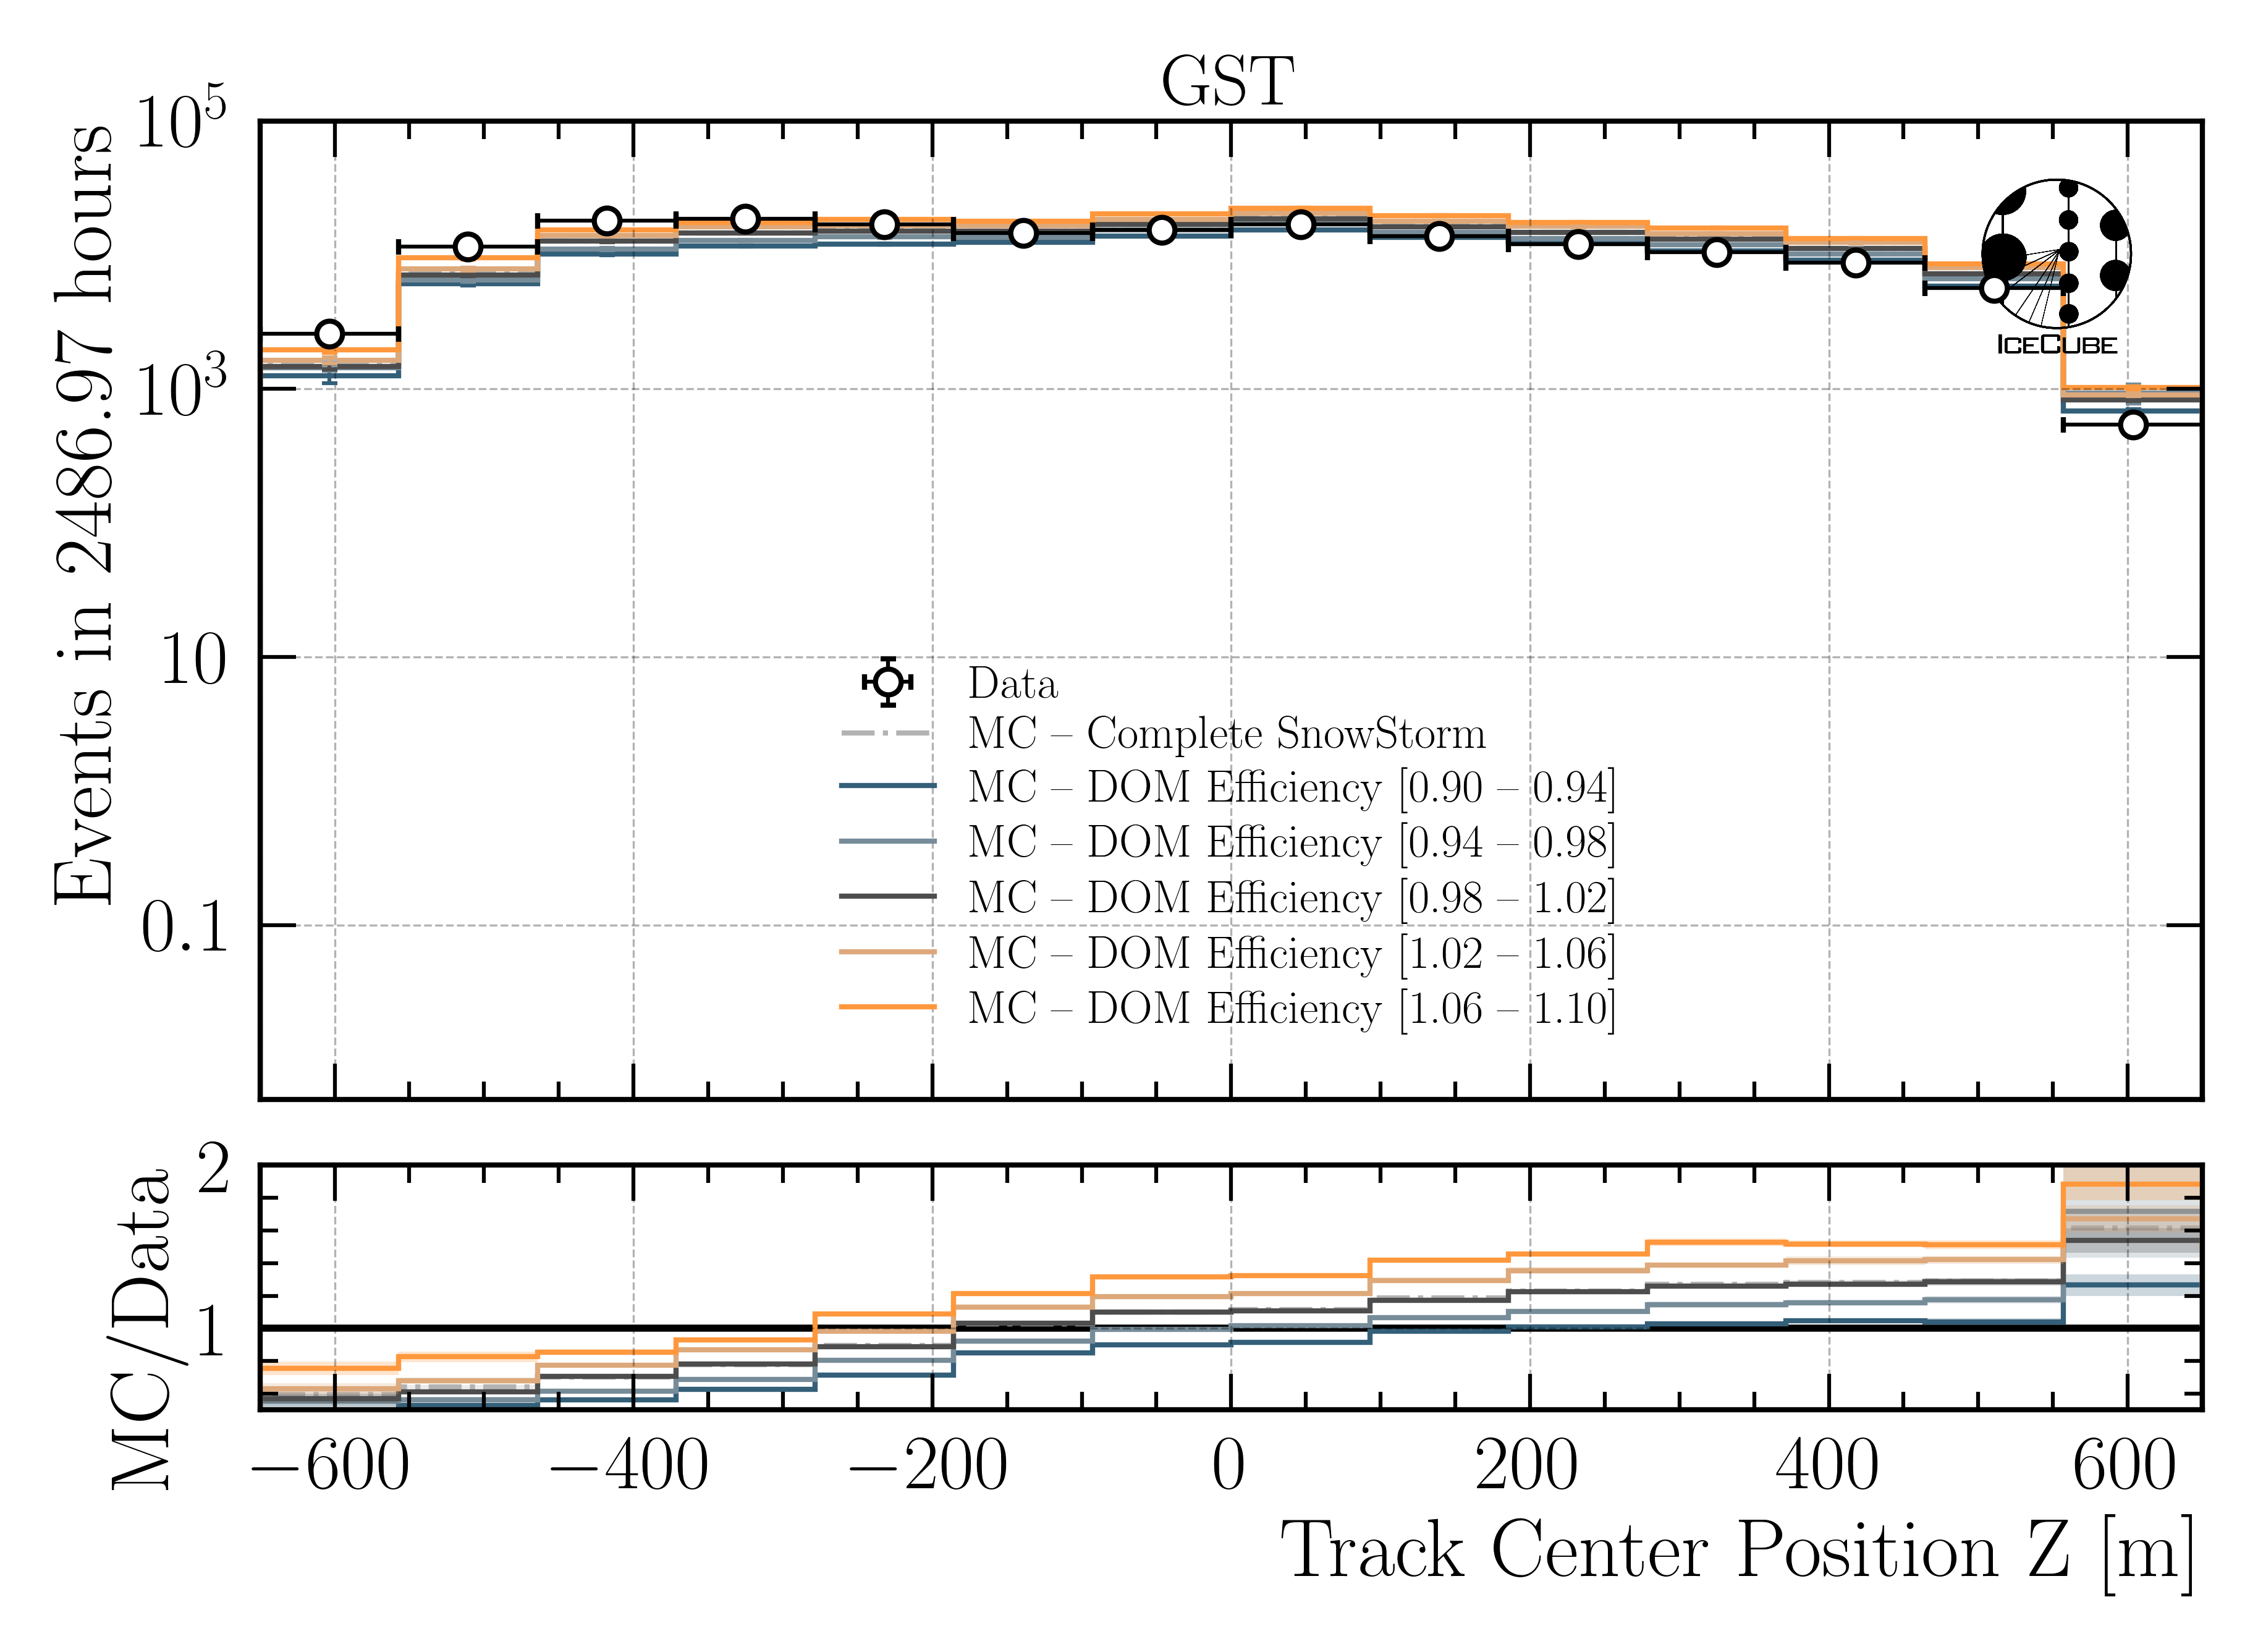 GST
Events in 2486.97 hours
10^5
10^3
10
0.1
ICECUBE
Data
MC – Complete SnowStorm
MC – DOM Efficiency [0.90 – 0.94]
MC – DOM Efficiency [0.94 – 0.98]
MC – DOM Efficiency [0.98 – 1.02]
MC – DOM Efficiency [1.02 – 1.06]
MC – DOM Efficiency [1.06 – 1.10]
MC/Data
2
1
−600 −400 −200 0 200 400 600
Track Center Position Z [m]